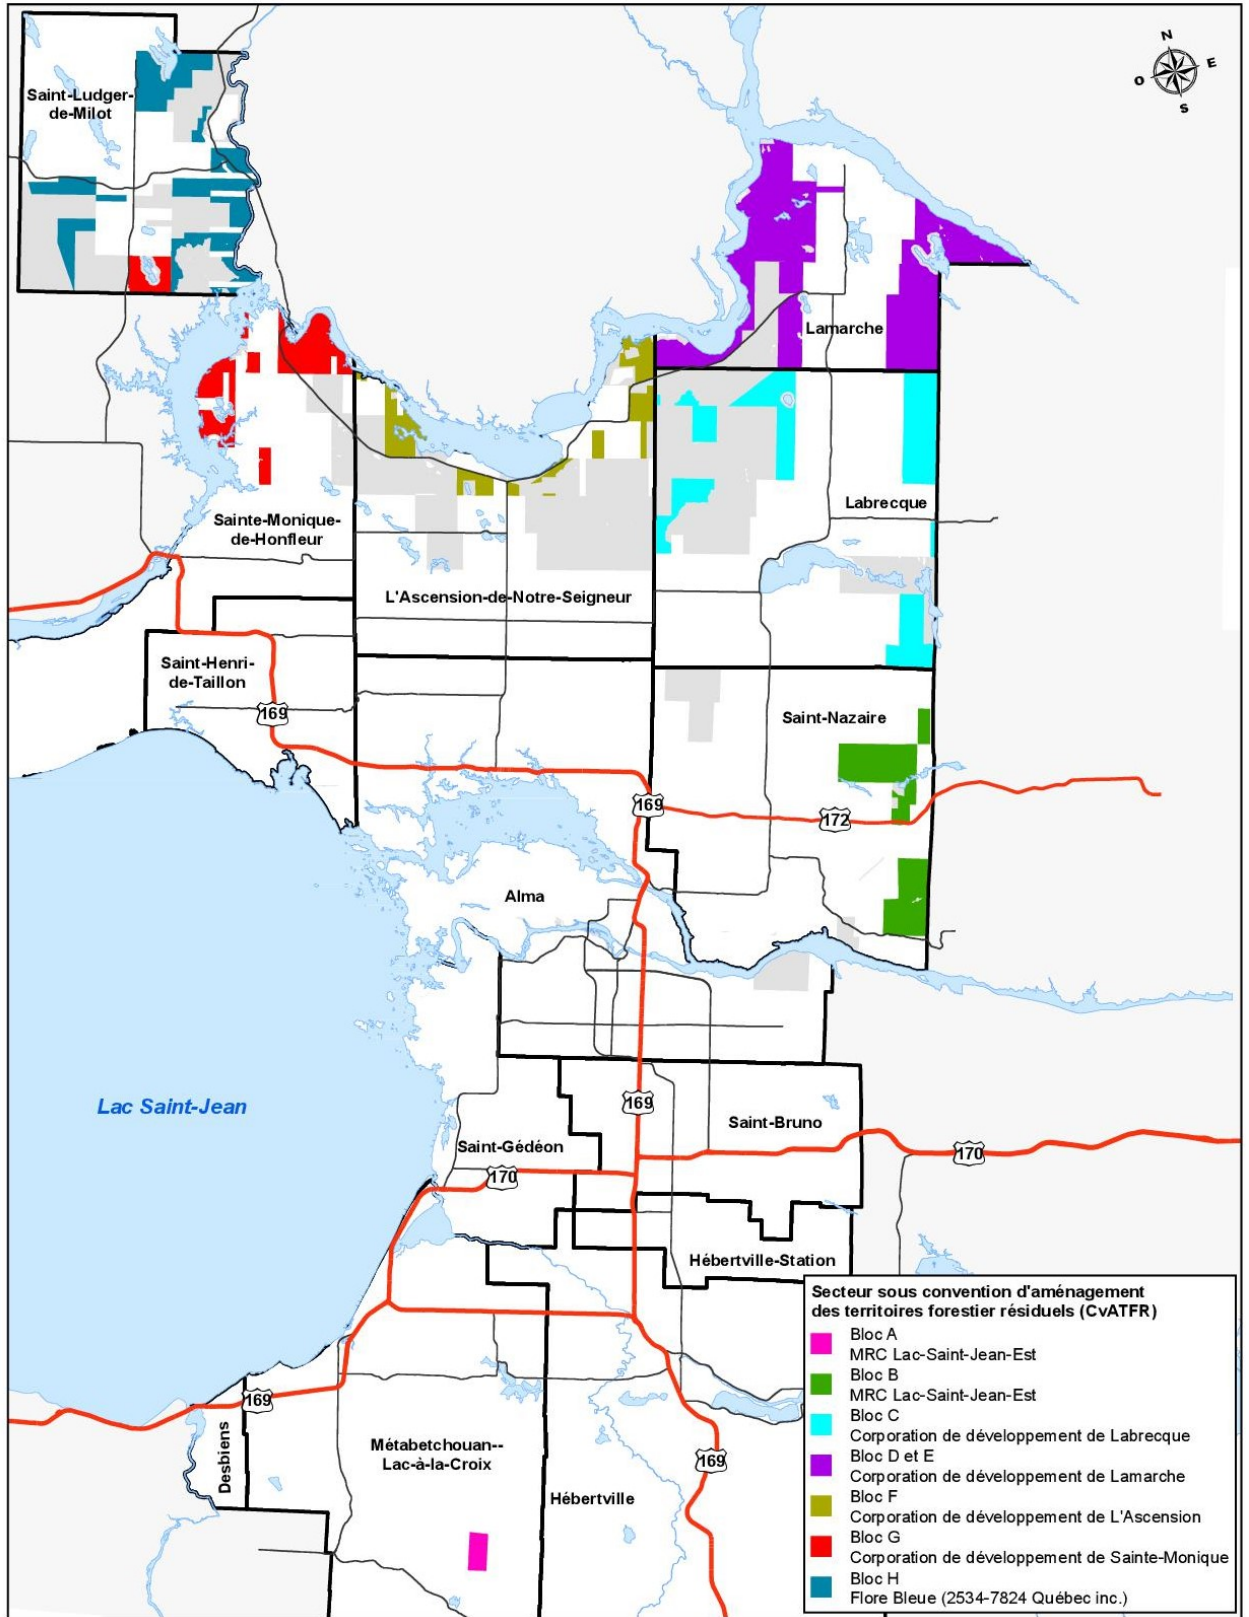 N
O
E
S
Saint-Ludger-
de-Milot
Lamarche
Labrecque
Sainte-Monique-
de-Honfleur
L'Ascension-de-Notre-Seigneur
Saint-Henri-
de-Taillon
169
Saint-Nazaire
169
172
Alma
Lac Saint-Jean
169
Saint-Bruno
Saint-Gédéon
170
170
Hébertville-Station
169
Desbiens
Métabetchouan--
Lac-à-la-Croix
169
Hébertville
Secteur sous convention d'aménagement
des territoires forestier résiduels (CvATFR)
Bloc A
MRC Lac-Saint-Jean-Est
Bloc B
MRC Lac-Saint-Jean-Est
Bloc C
Corporation de développement de Labrecque
Bloc D et E
Corporation de développement de Lamarche
Bloc F
Corporation de développement de L'Ascension
Bloc G
Corporation de développement de Sainte-Monique
Bloc H
Flore Bleue (2534-7824 Québec inc.)